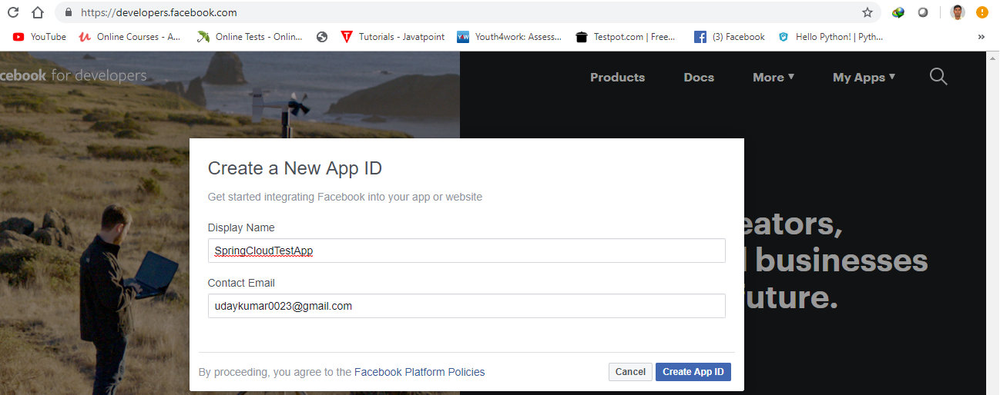 https://developers.facebook.com
YouTube Online Courses - A... Online Tests - Onlin... Tutorials - Javatpoint Youth4work: Assess... Testpot.com | Free... (3) Facebook Hello Python! | Pyth... »
cebook for developers Products Docs More My Apps
Create a New App ID
Get started integrating Facebook into your app or website
Display Name
SpringCloudTestApp
Contact Email
udaykumar0023@gmail.com
eators,
businesses
future.
By proceeding, you agree to the Facebook Platform Policies Cancel Create App ID